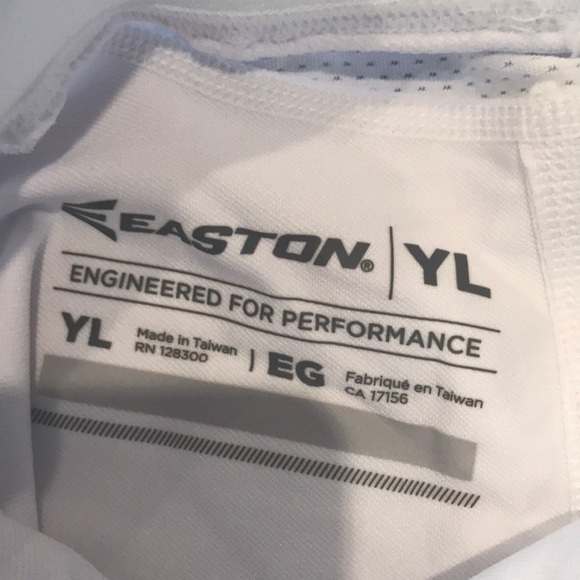 EASTON® | YL
ENGINEERED FOR PERFORMANCE
YL Made in Taiwan RN 128300 | EG Fabriqué en Taiwan CA 17156